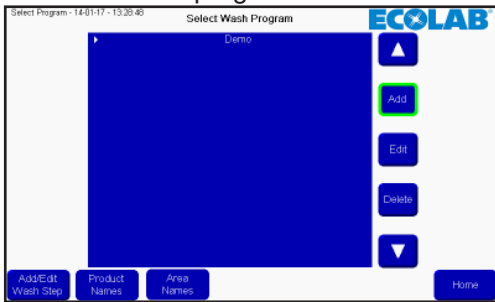 Select Program - 14-01-17 - 13:28:48
Select Wash Program
ECOLAB
Demo
Add
Edit
Delete
Add/Edit
Wash Step
Product
Names
Area
Names
Home